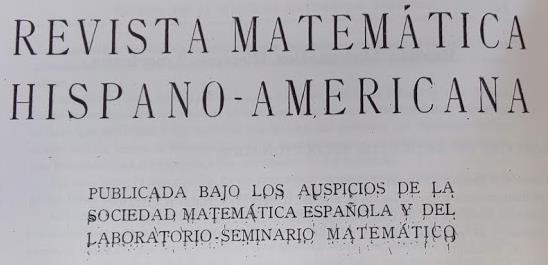 REVISTA MATEMÁTICA
HISPANO-AMERICANA
PUBLICADA BAJO LOS AUSPICIOS DE LA
SOCIEDAD MATEMÁTICA ESPAÑOLA Y DEL
LABORATORIO-SEMINARIO MATEMÁTICO